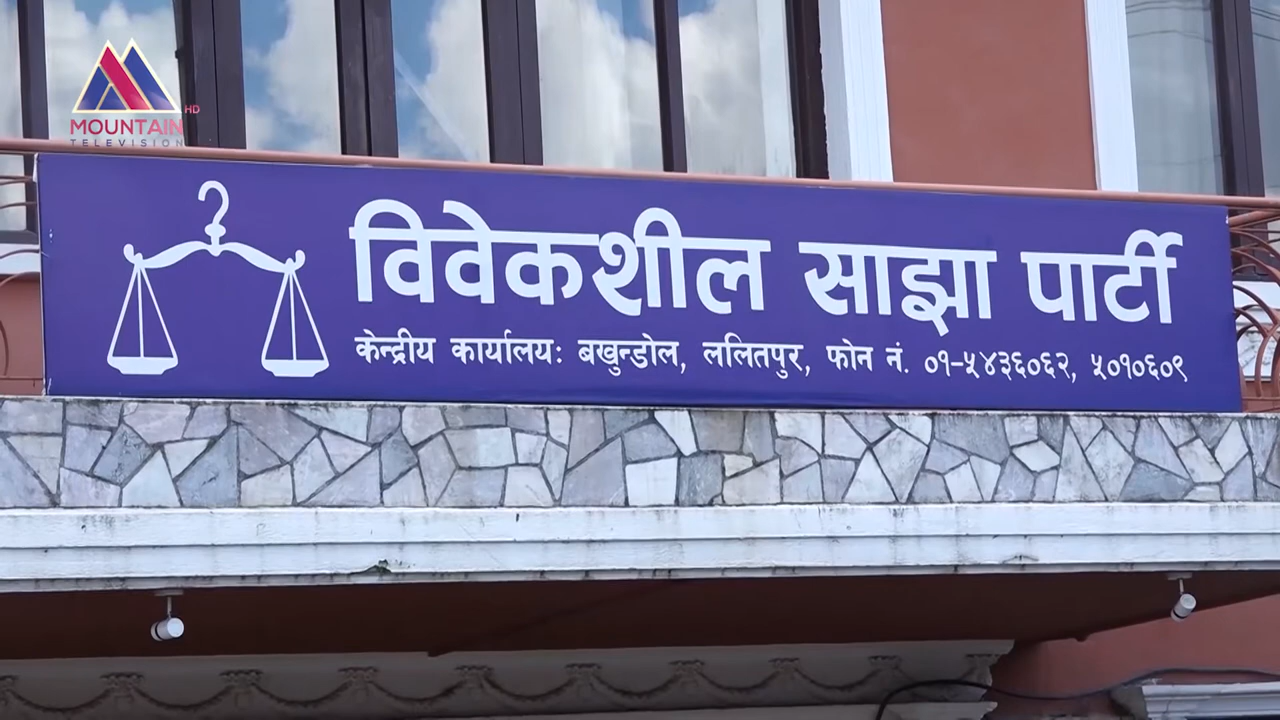 MOUNTAIN HD
TELEVISION
विवेकशील साझा पार्टी
केन्द्रीय कार्यालय: बखुन्डोल, ललितपुर, फोन नं. ०१-५४३६०६२, ५०१०६०९